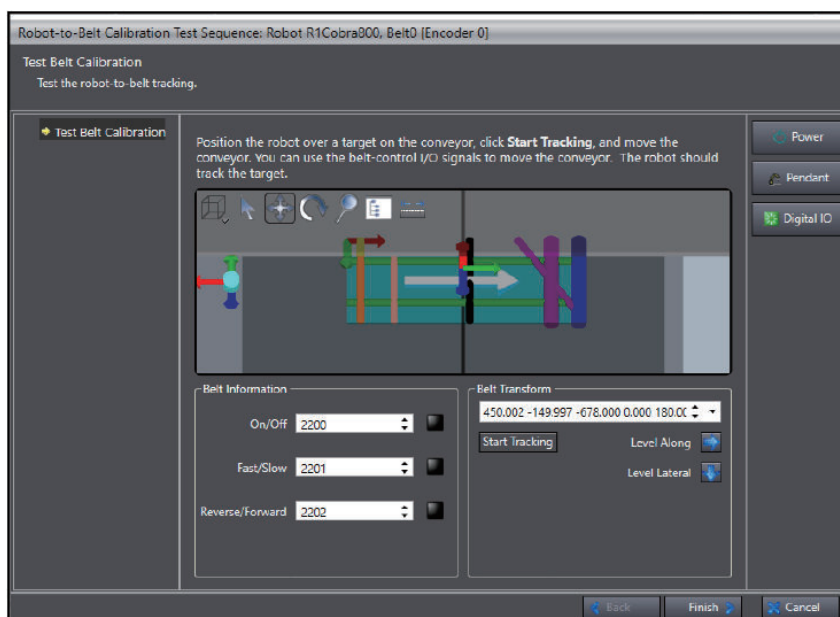 Robot-to-Belt Calibration Test Sequence: Robot R1Cobra800, Belt0 [Encoder 0]
Test Belt Calibration
Test the robot-to-belt tracking.
Test Belt Calibration
Position the robot over a target on the conveyor, click Start Tracking, and move the
conveyor. You can use the belt-control I/O signals to move the conveyor. The robot should
track the target.
Power
Pendant
Digital IO
Belt Information
On/Off 2200
Fast/Slow 2201
Reverse/Forward 2202
Belt Transform
450.002 -149.997 -678.000 0.000 180.00
Start Tracking
Level Along
Level Lateral
Back
Finish
Cancel